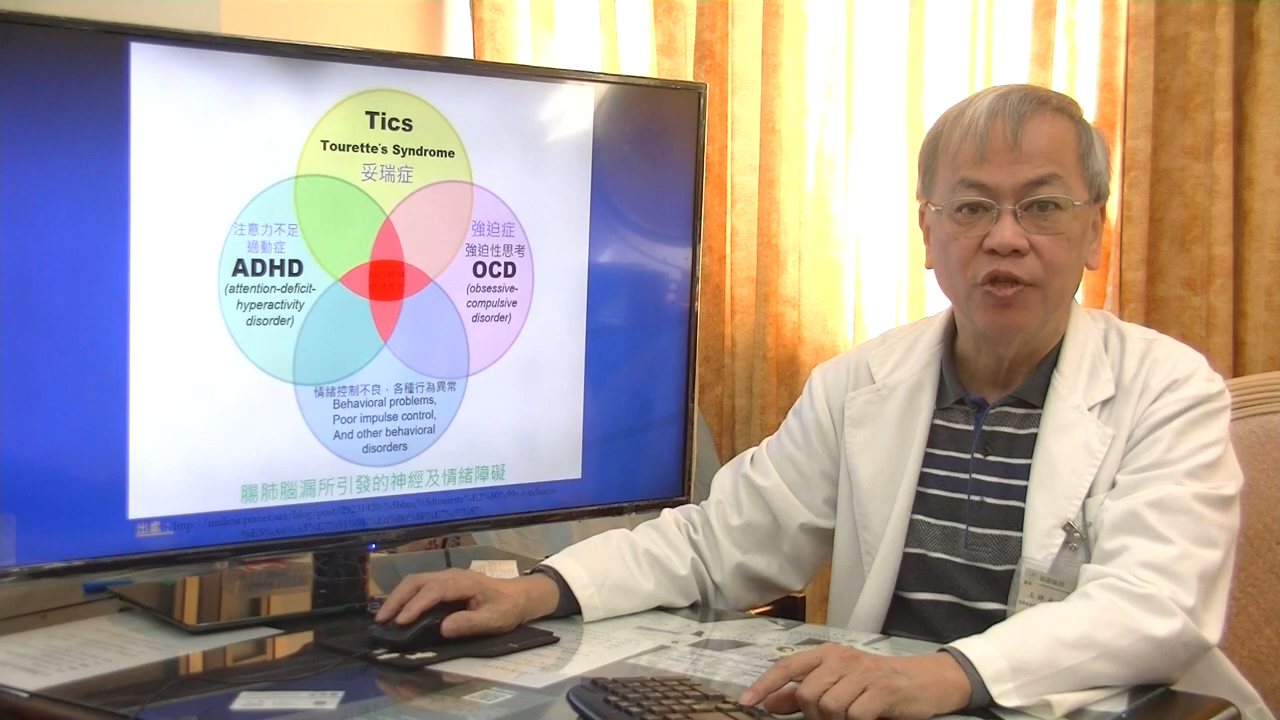 Tics
Tourette's Syndrome
妥瑞症
注意力不足
過動症
ADHD
(attention-deficit-
hyperactivity
disorder)
強迫症
強迫性思考
OCD
(obsessive-
compulsive
disorder)
情緒控制不良．各種行為異常
Behavioral problems,
Poor impulse control,
And other behavioral
disorders
腸肺腦漏所引發的神經及情緒障礙
出處：http://